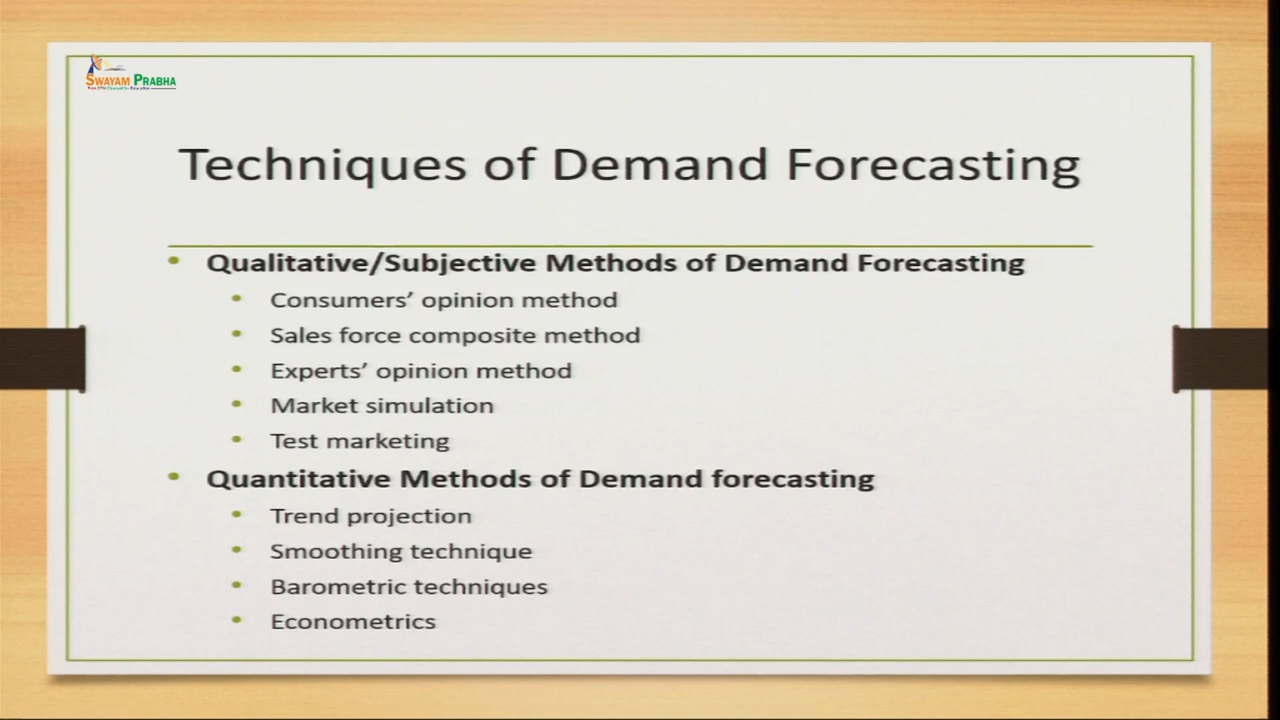 SWAYAM PRABHA
Techniques of Demand Forecasting
Qualitative/Subjective Methods of Demand Forecasting
Consumers’ opinion method
Sales force composite method
Experts’ opinion method
Market simulation
Test marketing
Quantitative Methods of Demand forecasting
Trend projection
Smoothing technique
Barometric techniques
Econometrics